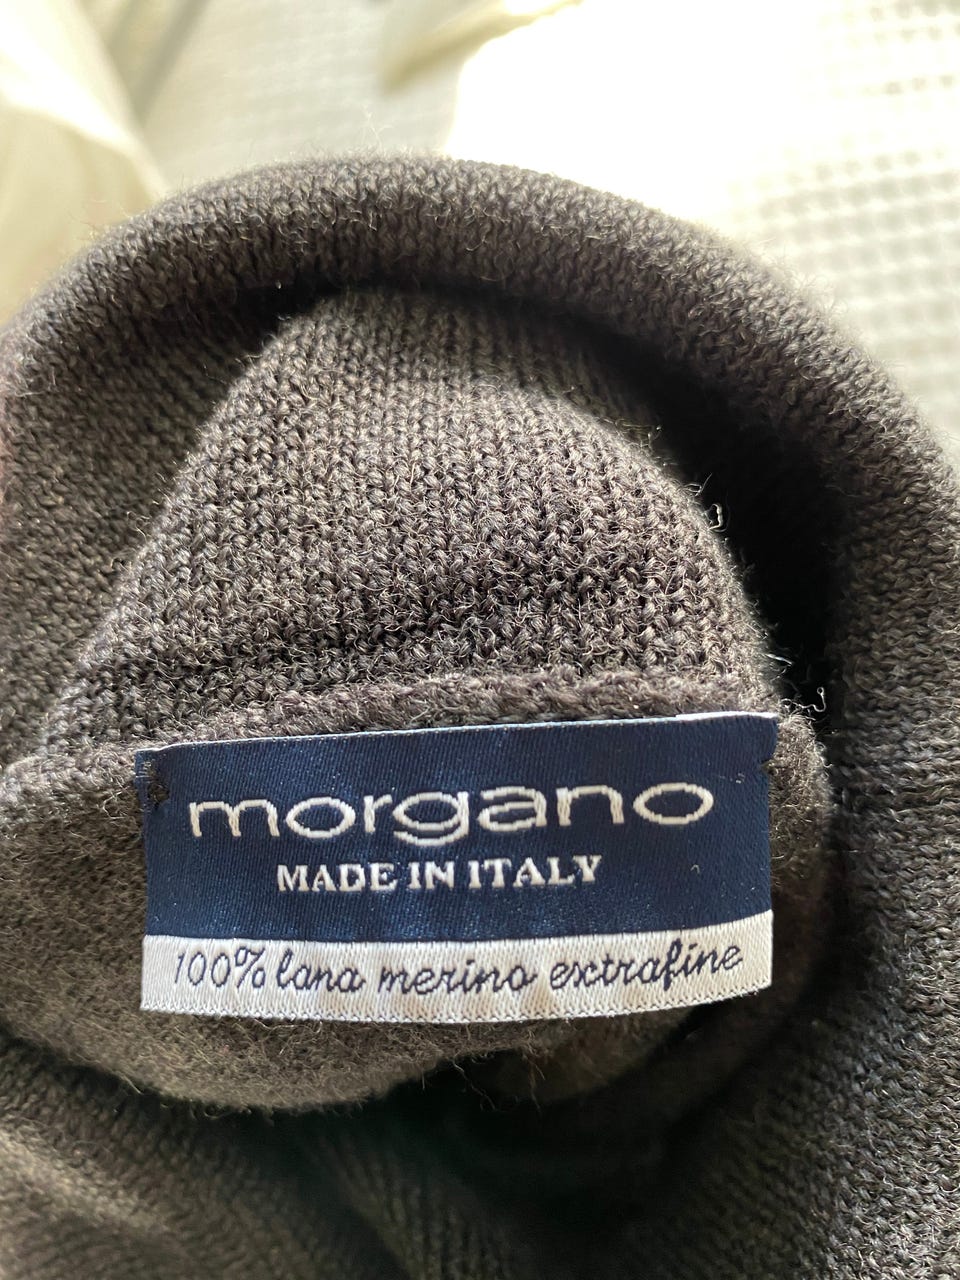 morgano
MADE IN ITALY
100% lana merino extrafine